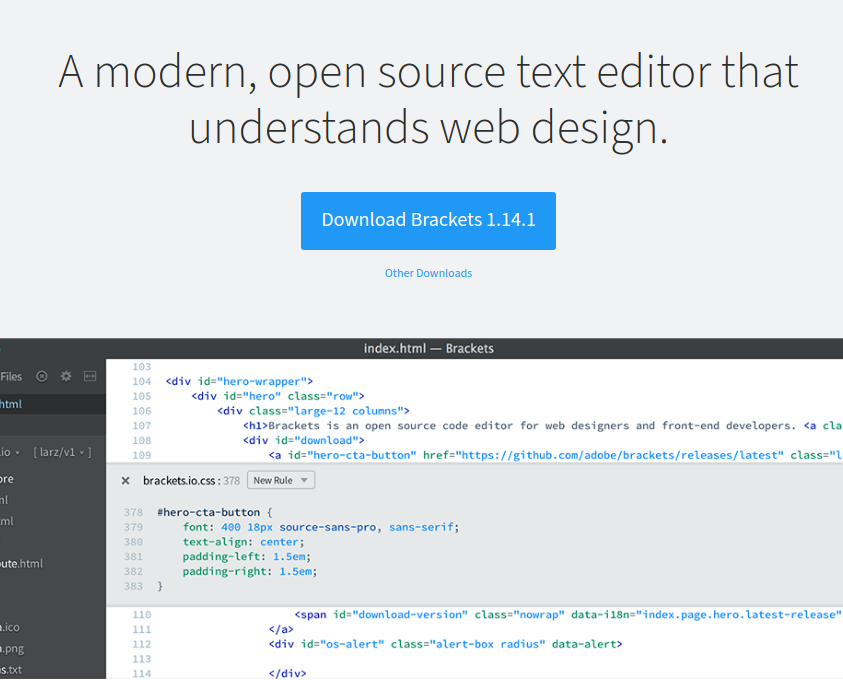 A modern, open source text editor that
understands web design.
Download Brackets 1.14.1
Other Downloads
index.html — Brackets
Files
html
.io
[ larz/v1 ]
ore
ml
ml
oute.html
.ico
.png
s.txt
103
104 <div id="hero-wrapper">
105 <div id="hero" class="row">
106 <div class="large-12 columns">
107 <h1>Brackets is an open source code editor for web designers and front-end developers. <a cla
108 <div id="download">
109 <a id="hero-cta-button" href="https://github.com/adobe/brackets/releases/latest" class="l
brackets.io.css : 378 New Rule
378 #hero-cta-button {
379 font: 400 18px source-sans-pro, sans-serif;
380 text-align: center;
381 padding-left: 1.5em;
382 padding-right: 1.5em;
383 }
110 <span id="download-version" class="nowrap" data-i18n="index.page.hero.latest-release"
111 </a>
112 <div id="os-alert" class="alert-box radius" data-alert>
113
114 </div>